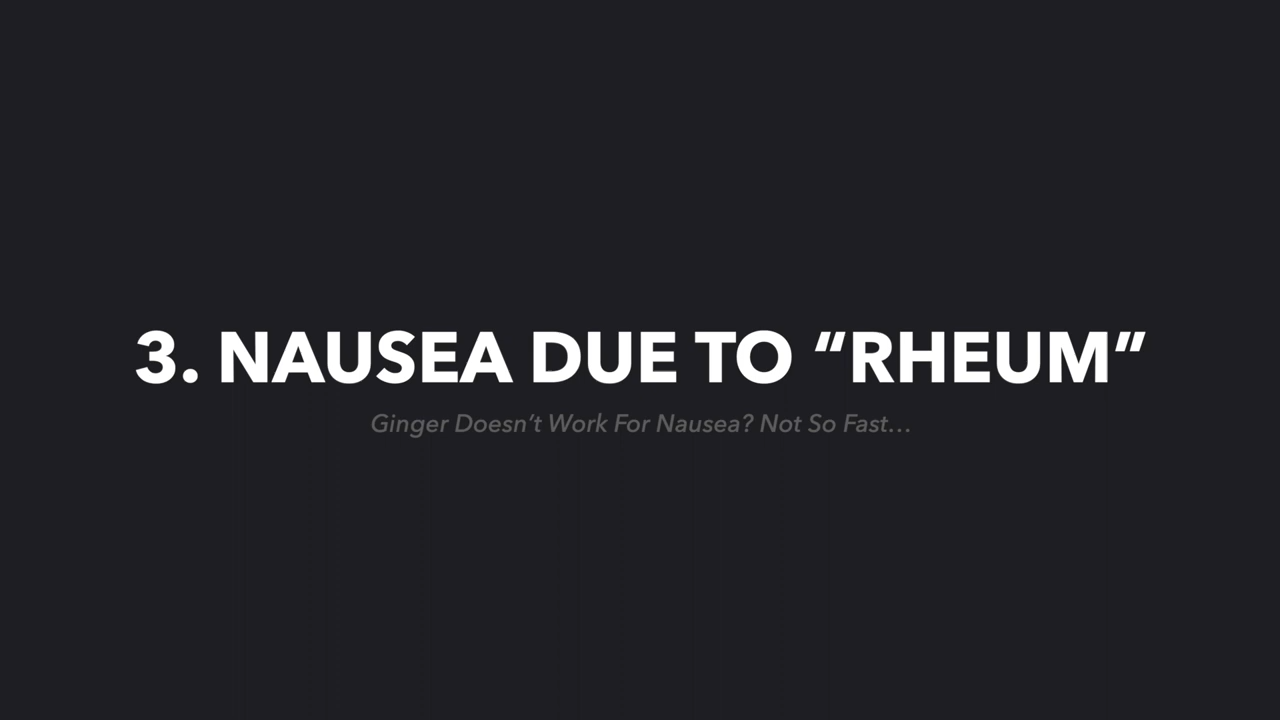 3. NAUSEA DUE TO “RHEUM”
Ginger Doesn’t Work For Nausea? Not So Fast…